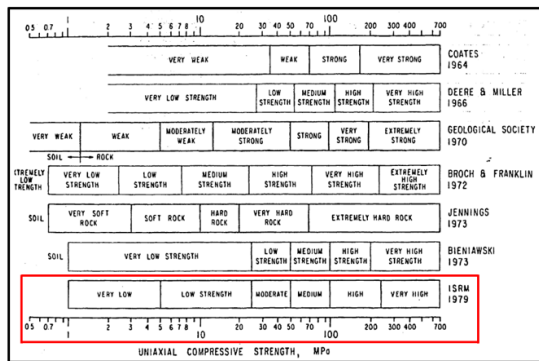 0.5 0.7 1 2 3 4 5 6 7 8 10 20 30 40 50 70 100 200 300 400 700
VERY WEAK WEAK STRONG VERY STRONG COATES
1964
VERY LOW STRENGTH LOW STRENGTH MEDIUM STRENGTH HIGH STRENGTH VERY HIGH STRENGTH DEERE & MILLER
1966
VERY WEAK WEAK MODERATELY WEAK MODERATELY STRONG STRONG VERY STRONG EXTREMELY STRONG GEOLOGICAL SOCIETY
1970
SOIL ROCK
XTREMELY LOW TRENGTH VERY LOW STRENGTH LOW STRENGTH MEDIUM STRENGTH HIGH STRENGTH VERY HIGH STRENGTH EXTREMELY HIGH STRENGTH BROCH & FRANKLIN
1972
SOIL VERY SOFT ROCK SOFT ROCK HARD ROCK VERY HARD ROCK EXTREMELY HARD ROCK JENNINGS
1973
SOIL VERY LOW STRENGTH LOW STRENGTH MEDIUM STRENGTH HIGH STRENGTH VERY HIGH STRENGTH BIENIAWSKI
1973
VERY LOW LOW STRENGTH MODERATE MEDIUM HIGH VERY HIGH ISRM
1979
0.5 0.7 1 2 3 4 5 6 7 8 10 20 30 40 50 70 100 200 300 400 700
UNIAXIAL COMPRESSIVE STRENGTH, MPa